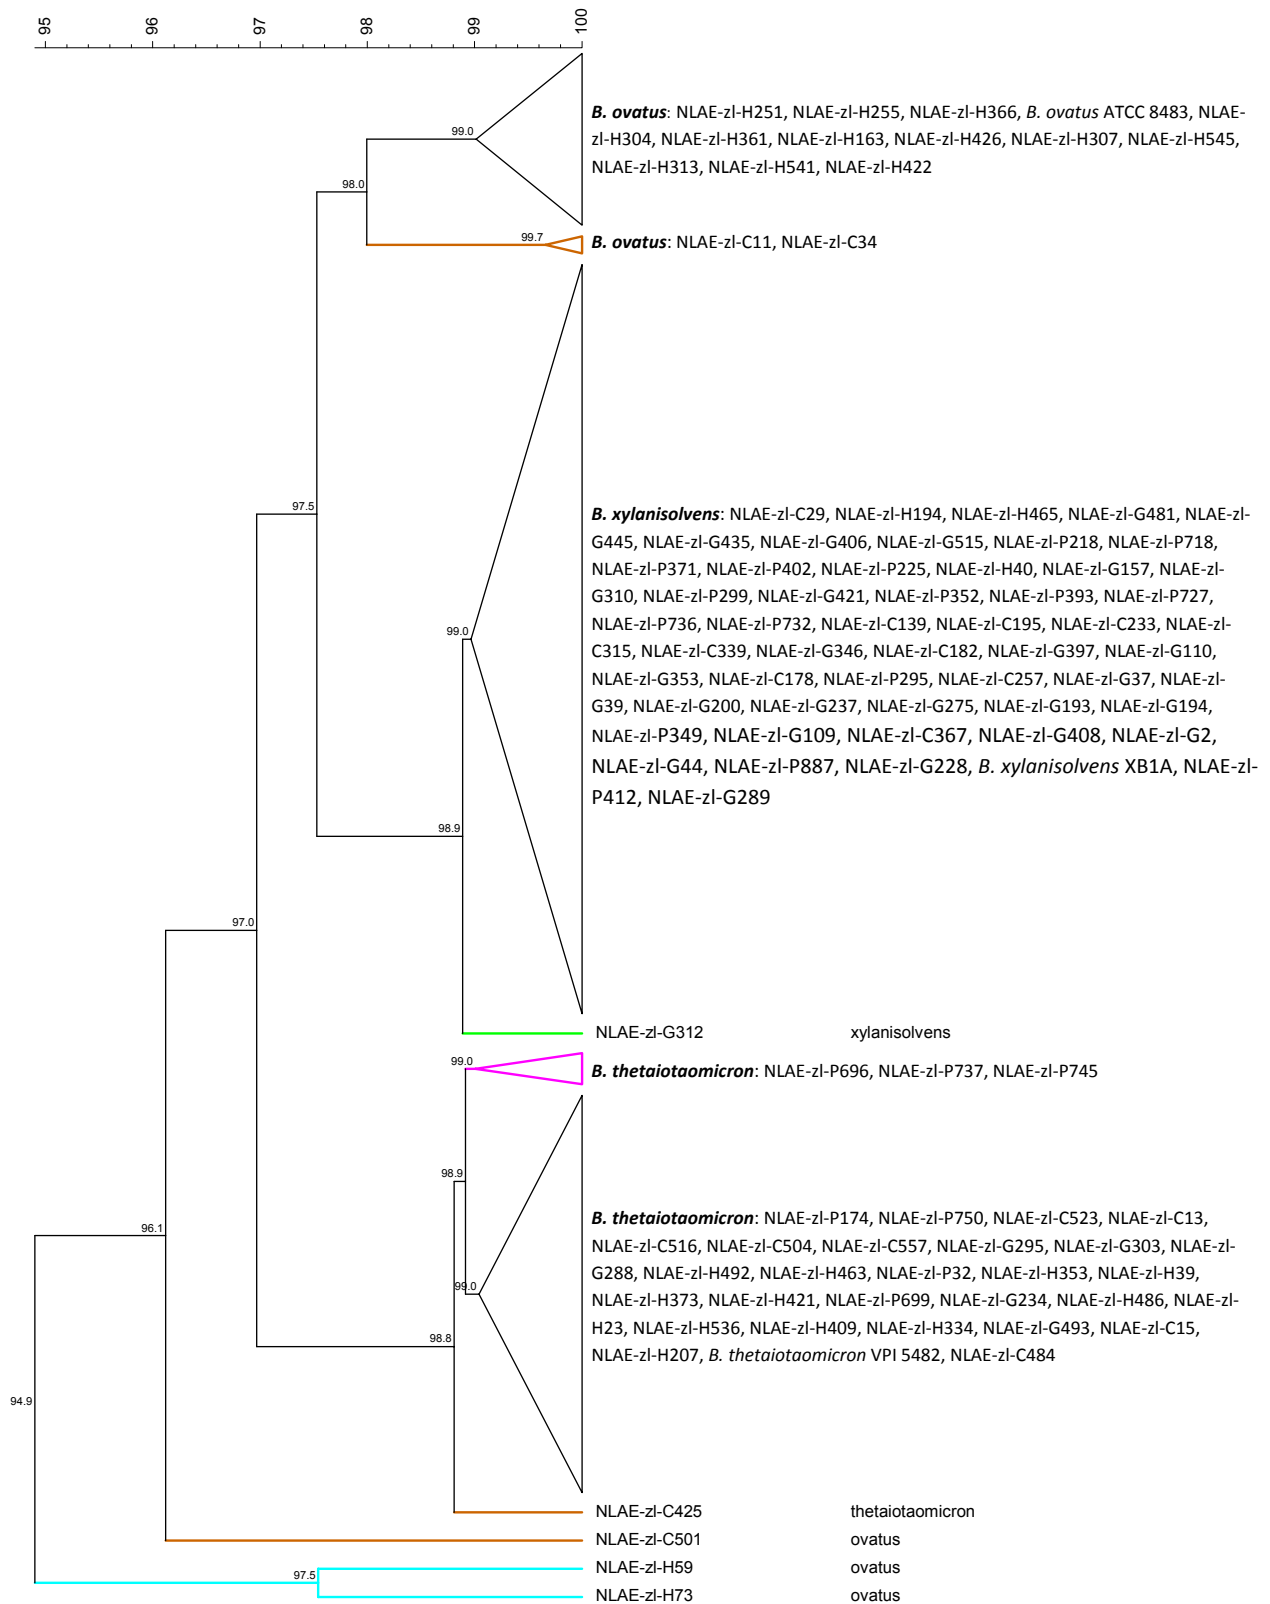 95 96 97 98 99 100
99.0
B. ovatus: NLAE-zl-H251, NLAE-zl-H255, NLAE-zl-H366, B. ovatus ATCC 8483, NLAE-
zl-H304, NLAE-zl-H361, NLAE-zl-H163, NLAE-zl-H426, NLAE-zl-H307, NLAE-zl-H545,
NLAE-zl-H313, NLAE-zl-H541, NLAE-zl-H422
98.0
99.7
B. ovatus: NLAE-zl-C11, NLAE-zl-C34
97.5
B. xylanisolvens: NLAE-zl-C29, NLAE-zl-H194, NLAE-zl-H465, NLAE-zl-G481, NLAE-zl-
G445, NLAE-zl-G435, NLAE-zl-G406, NLAE-zl-G515, NLAE-zl-P218, NLAE-zl-P718,
NLAE-zl-P371, NLAE-zl-P402, NLAE-zl-P225, NLAE-zl-H40, NLAE-zl-G157, NLAE-zl-
G310, NLAE-zl-P299, NLAE-zl-G421, NLAE-zl-P352, NLAE-zl-P393, NLAE-zl-P727,
NLAE-zl-P736, NLAE-zl-P732, NLAE-zl-C139, NLAE-zl-C195, NLAE-zl-C233, NLAE-zl-
C315, NLAE-zl-C339, NLAE-zl-G346, NLAE-zl-C182, NLAE-zl-G397, NLAE-zl-G110,
NLAE-zl-G353, NLAE-zl-C178, NLAE-zl-P295, NLAE-zl-C257, NLAE-zl-G37, NLAE-zl-
G39, NLAE-zl-G200, NLAE-zl-G237, NLAE-zl-G275, NLAE-zl-G193, NLAE-zl-G194,
NLAE-zl-P349, NLAE-zl-G109, NLAE-zl-C367, NLAE-zl-G408, NLAE-zl-G2,
NLAE-zl-G44, NLAE-zl-P887, NLAE-zl-G228, B. xylanisolvens XB1A, NLAE-zl-
P412, NLAE-zl-G289
99.0
98.9
97.0
NLAE-zl-G312 xylanisolvens
99.0
B. thetaiotaomicron: NLAE-zl-P696, NLAE-zl-P737, NLAE-zl-P745
98.9
B. thetaiotaomicron: NLAE-zl-P174, NLAE-zl-P750, NLAE-zl-C523, NLAE-zl-C13,
NLAE-zl-C516, NLAE-zl-C504, NLAE-zl-C557, NLAE-zl-G295, NLAE-zl-G303, NLAE-zl-
G288, NLAE-zl-H492, NLAE-zl-H463, NLAE-zl-P32, NLAE-zl-H353, NLAE-zl-H39,
NLAE-zl-H373, NLAE-zl-H421, NLAE-zl-P699, NLAE-zl-G234, NLAE-zl-H486, NLAE-zl-
H23, NLAE-zl-H536, NLAE-zl-H409, NLAE-zl-H334, NLAE-zl-G493, NLAE-zl-C15,
NLAE-zl-H207, B. thetaiotaomicron VPI 5482, NLAE-zl-C484
96.1
99.0
98.8
94.9
NLAE-zl-C425 thetaiotaomicron
NLAE-zl-C501 ovatus
NLAE-zl-H59 ovatus
97.5
NLAE-zl-H73 ovatus